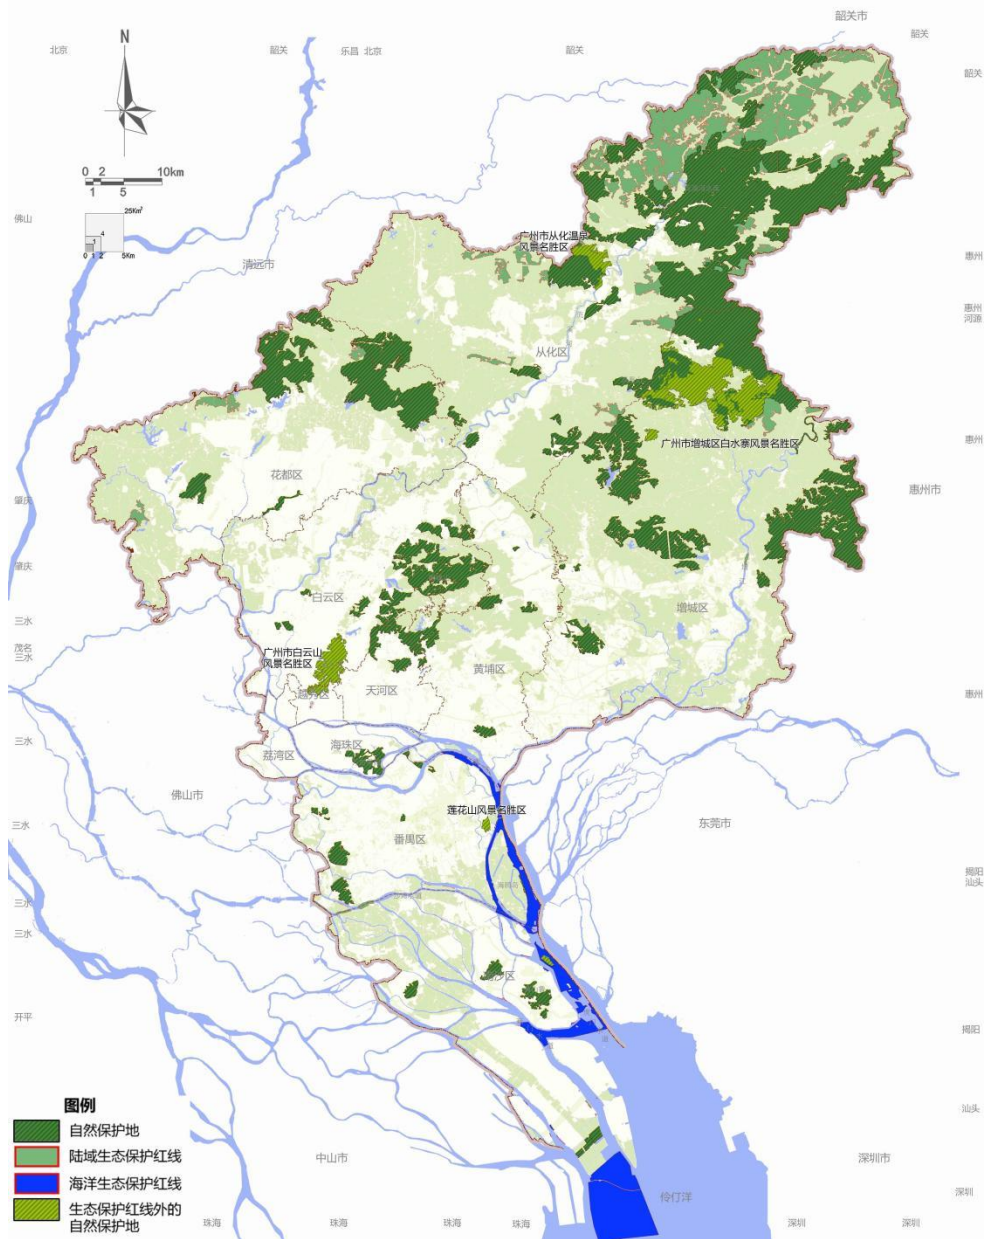 韶关市
北京
韶关
乐昌
北京
韶关
韶关
韶关
N
0 2 10km
1 5
25Km²
4
1
0 1 2 5Km
佛山
清远市
广州市从化温泉
风景名胜区
惠州
惠州
河源
从化区
惠州
广州市增城区白水寨风景名胜区
花都区
惠州市
肇庆
肇庆
白云区
增城区
三水
茂名
三水
广州市白云山
风景名胜区
黄埔区
天河区
越秀区
惠州
三水
海珠区
荔湾区
佛山市
莲花山风景名胜区
东莞市
三水
番禺区
揭阳
汕头
三水
三水
南沙区
开平
揭阳
图例
自然保护地
陆域生态保护红线
海洋生态保护红线
生态保护红线外的
自然保护地
汕头
中山市
深圳市
深圳
伶仃洋
珠海
珠海
珠海
珠海
深圳
深圳